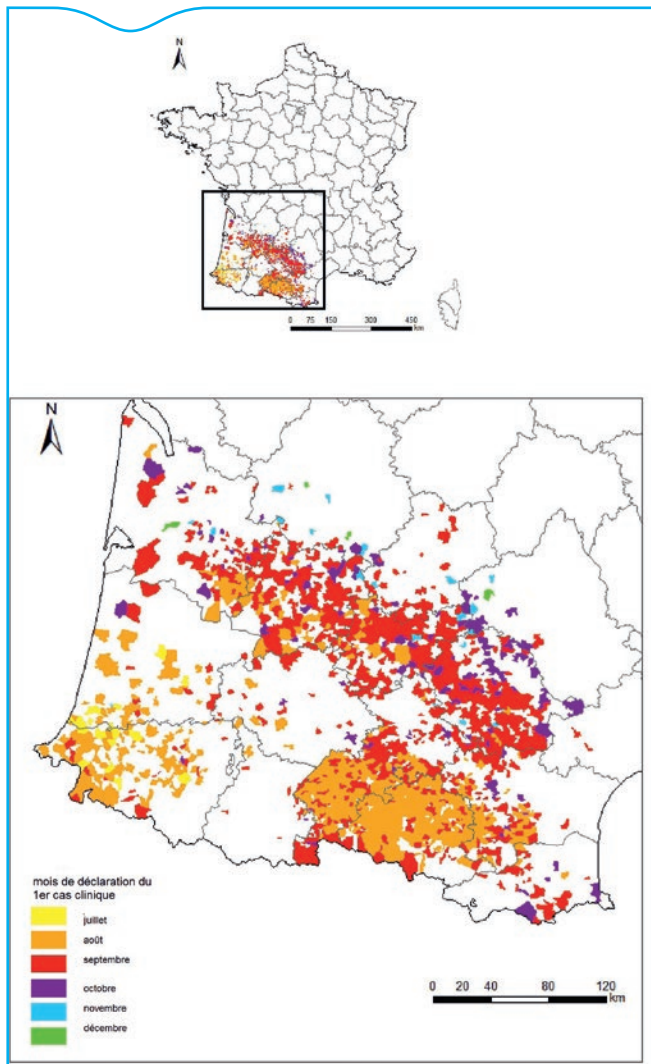 N
0 75 150 300 450
km
N
mois de déclaration du
1er cas clinique
juillet
août
septembre
octobre
novembre
décembre
0 20 40 80 120
km